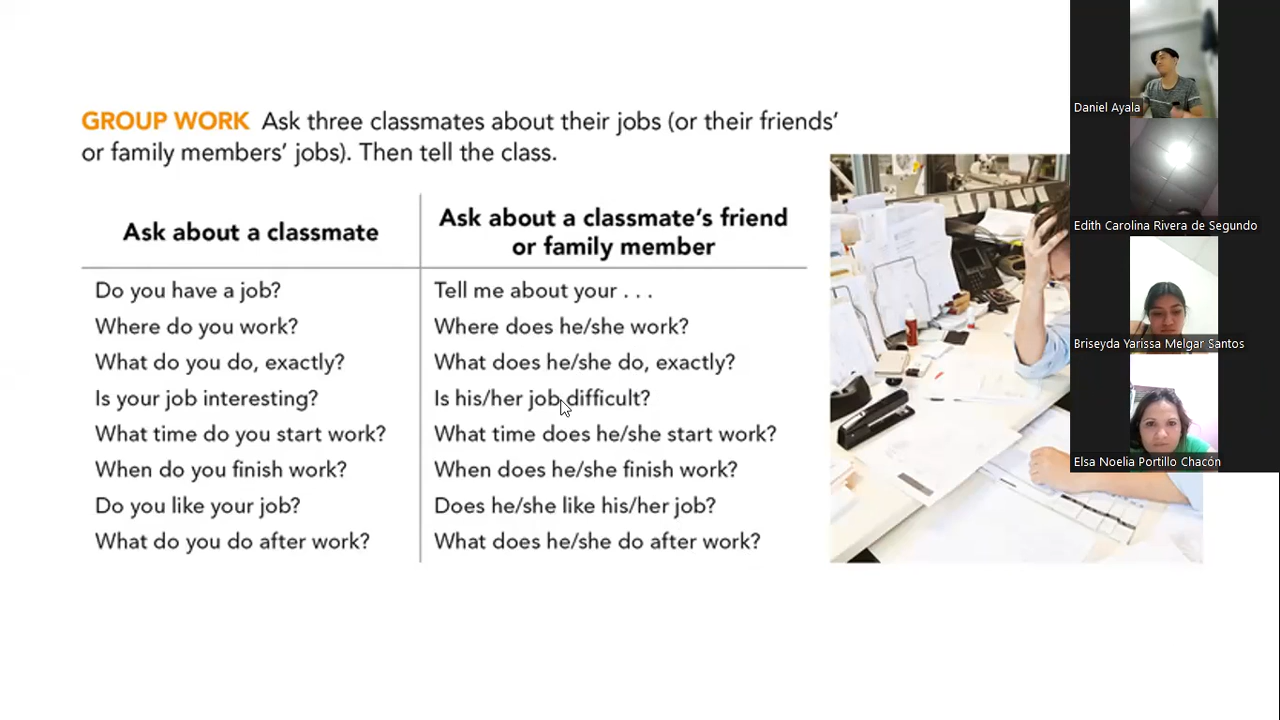 GROUP WORK Ask three classmates about their jobs (or their friends'
or family members' jobs). Then tell the class.
Ask about a classmate
Ask about a classmate's friend
or family member
Do you have a job?
Tell me about your . . .
Where do you work?
Where does he/she work?
What do you do, exactly?
What does he/she do, exactly?
Is your job interesting?
Is his/her job difficult?
What time do you start work?
What time does he/she start work?
When do you finish work?
When does he/she finish work?
Do you like your job?
Does he/she like his/her job?
What do you do after work?
What does he/she do after work?
Daniel Ayala
Edith Carolina Rivera de Segundo
Briseyda Yarissa Melgar Santos
Elsa Noelia Portillo Chacón